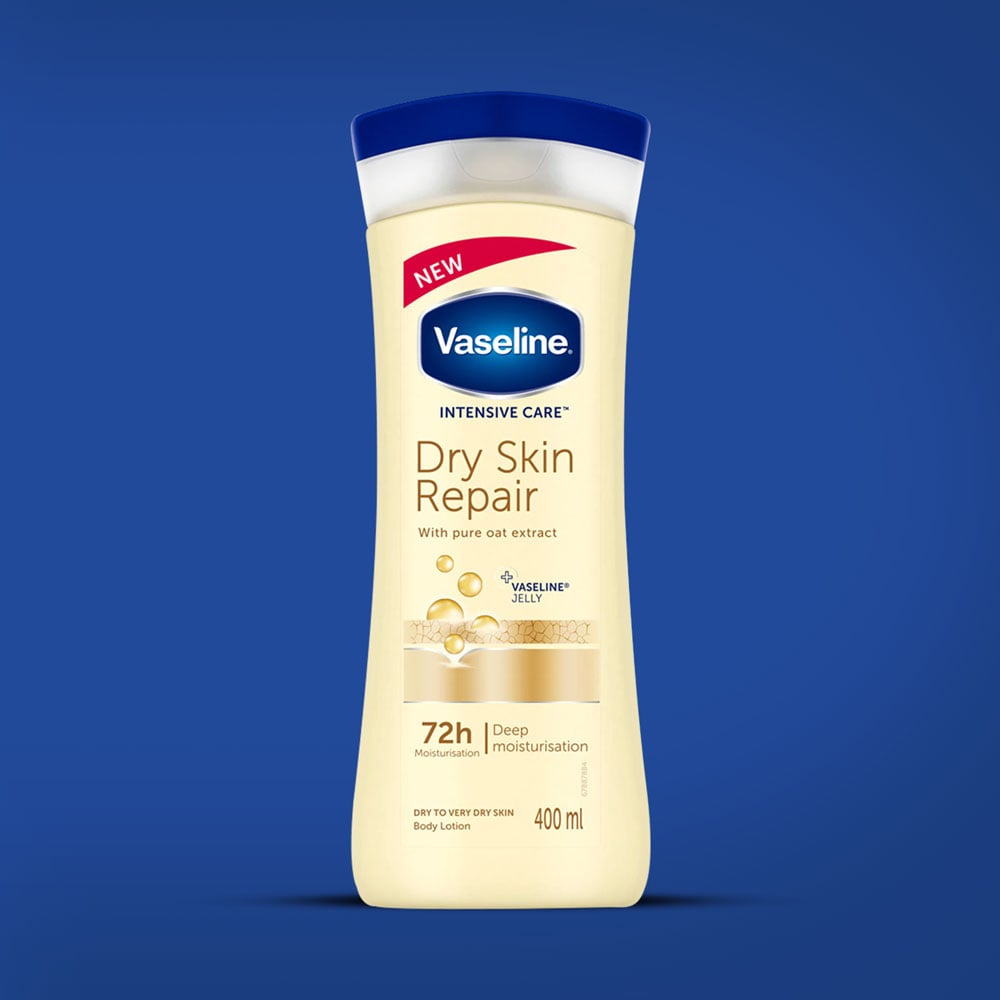 NEW
Vaseline®
INTENSIVE CARE™
Dry Skin
Repair
With pure oat extract
VASELINE®
JELLY
72h
Moisturisation
Deep
moisturisation
DRY TO VERY DRY SKIN
Body Lotion
400 ml